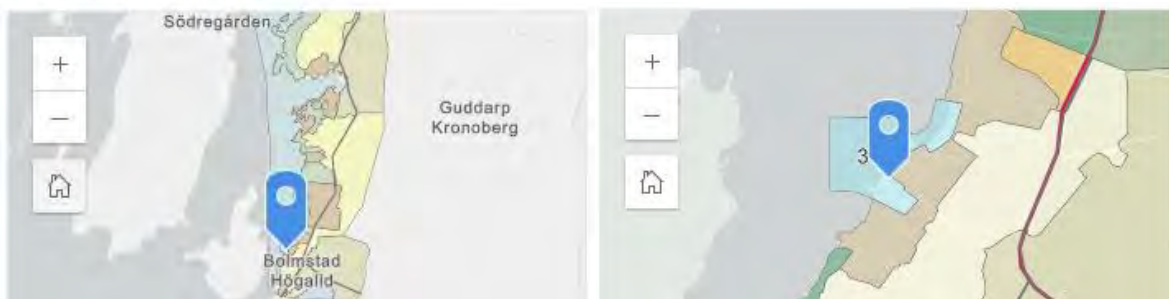 Södregården
+
−
Guddarp
Kronoberg
Bolmstad
Högalid
+
−
3